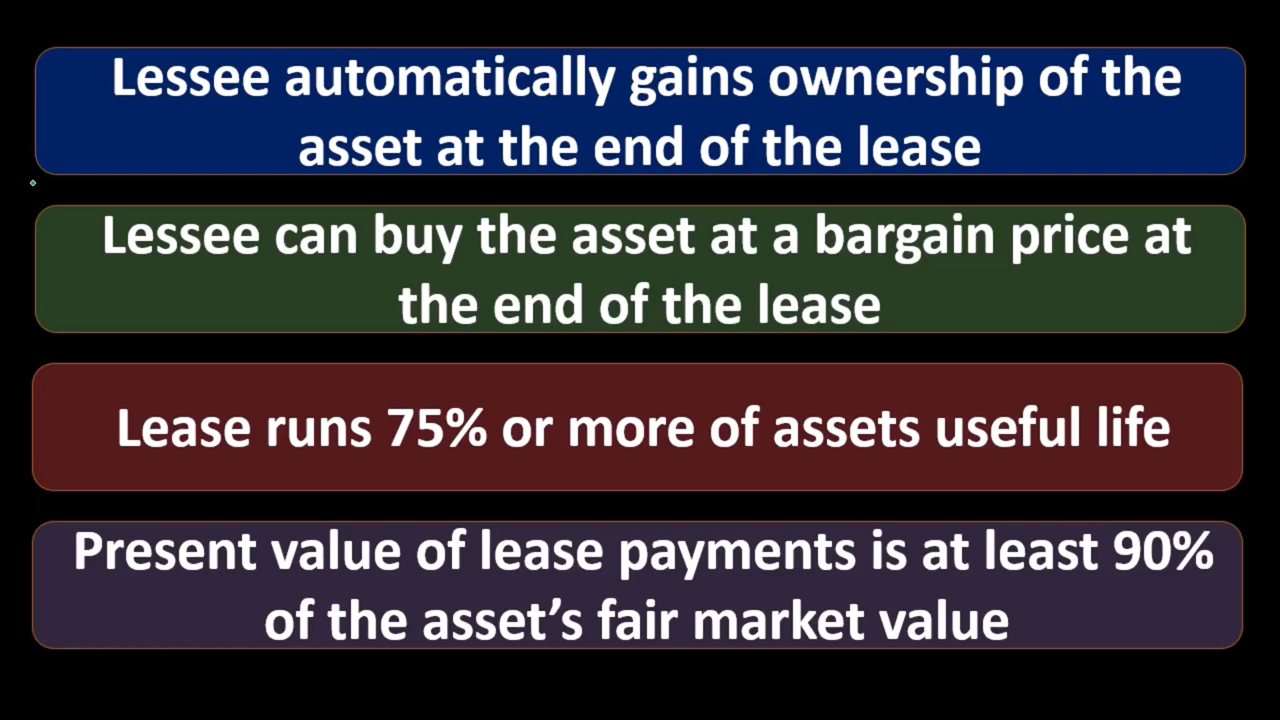 Lessee automatically gains ownership of the
asset at the end of the lease
Lessee can buy the asset at a bargain price at
the end of the lease
Lease runs 75% or more of assets useful life
Present value of lease payments is at least 90%
of the asset’s fair market value